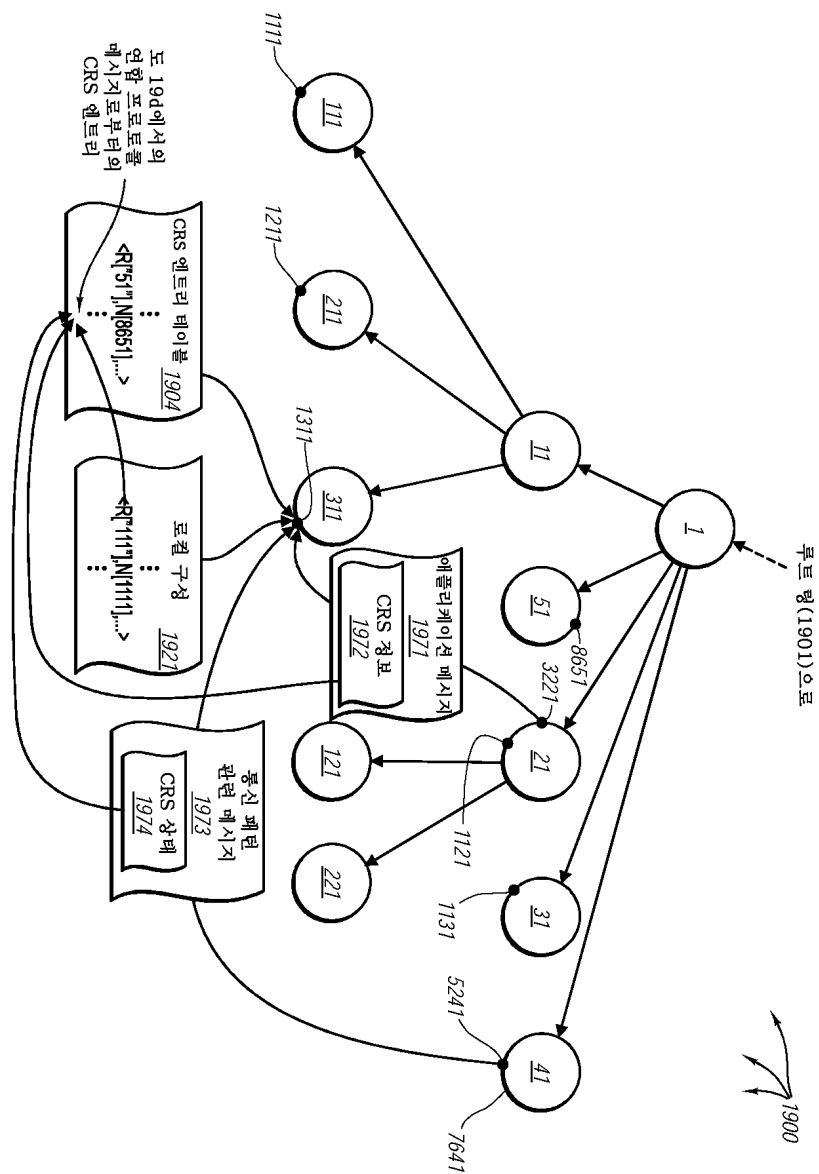 루트 링(1901)으로
1900
1
11
51
8651
3221
21
1121
31
1131
41
5241
7641
111
1111
211
1211
311
1311
애플리케이션 메시지
1971
CRS 정보
1972
121
221
통신 패턴
관련 메시지
1973
CRS 상태
1974
CRS 엔트리 테이블
1904
<R["51"],N[8651],...>
로컬 구성
<R["111"],N[1111],...>
1921
도 19d에서의
연합 프로토콜
메시지로부터의
CRS 엔트리